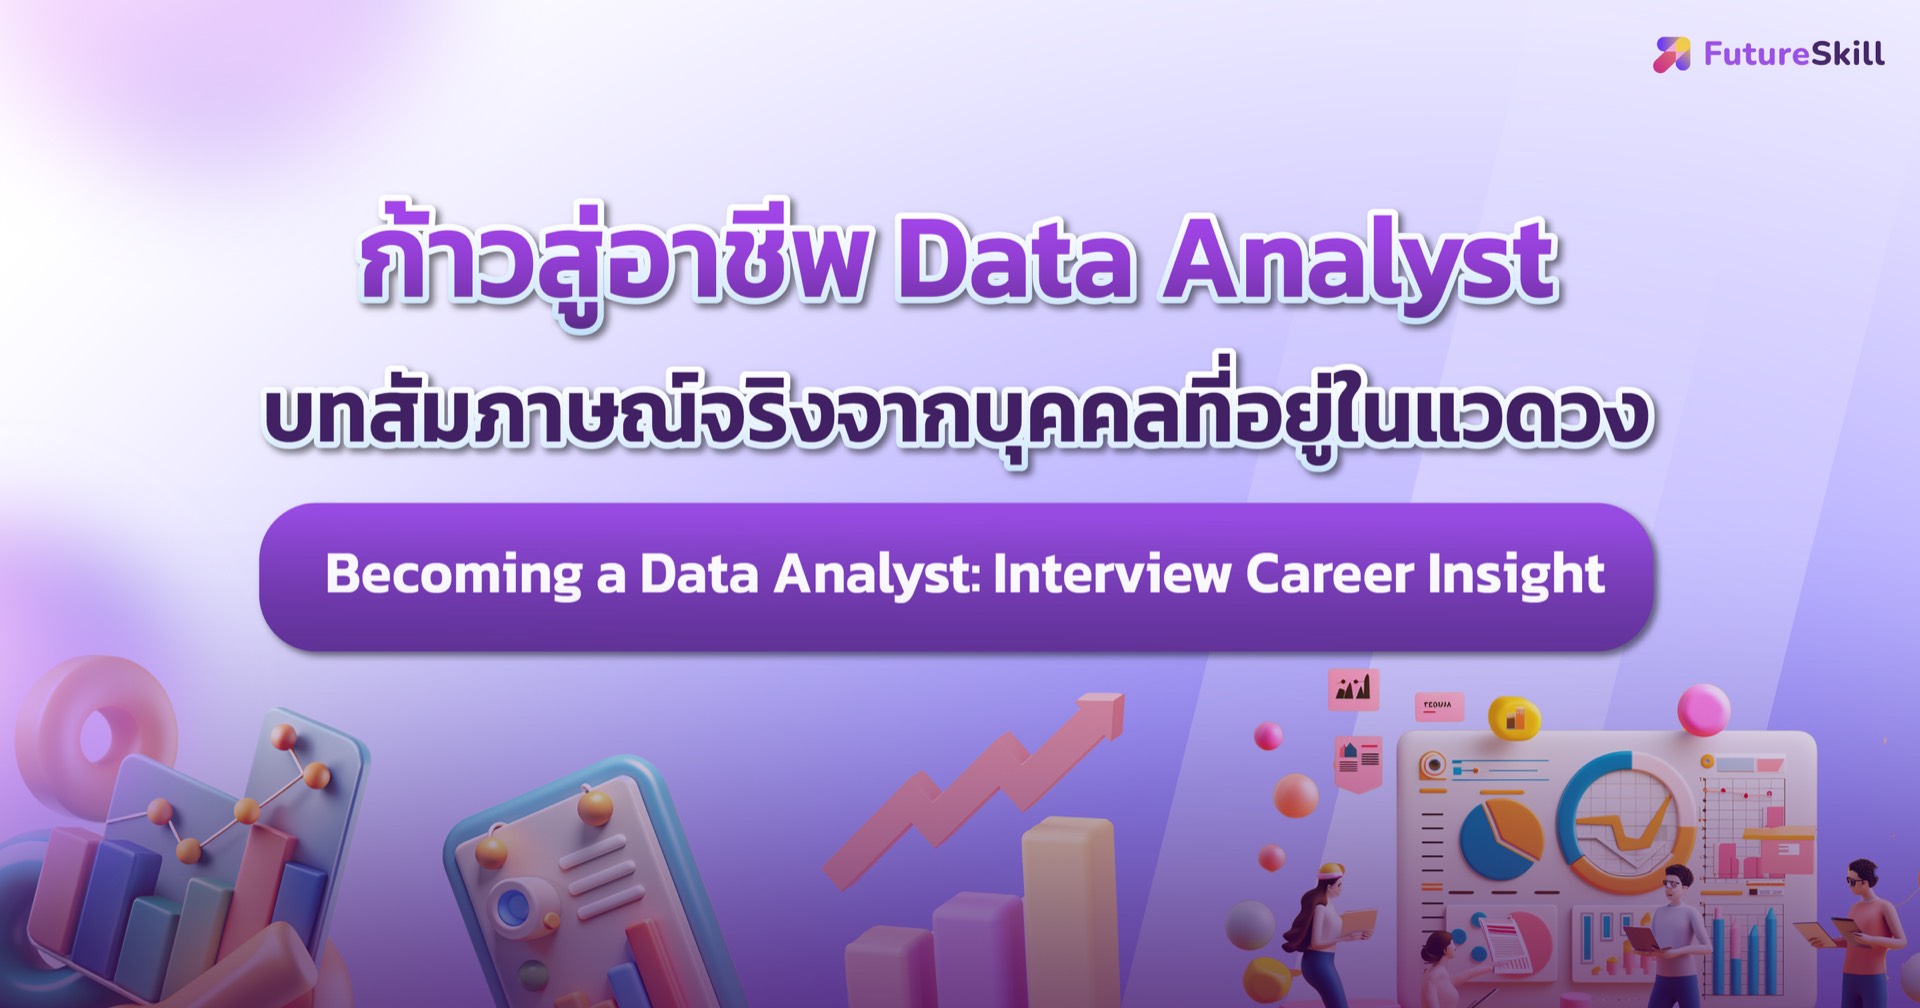 FutureSkill
ก้าวสู่อาชีพ Data Analyst
บทสัมภาษณ์จริงจากบุคคลที่อยู่ในแวดวง
Becoming a Data Analyst: Interview Career Insight